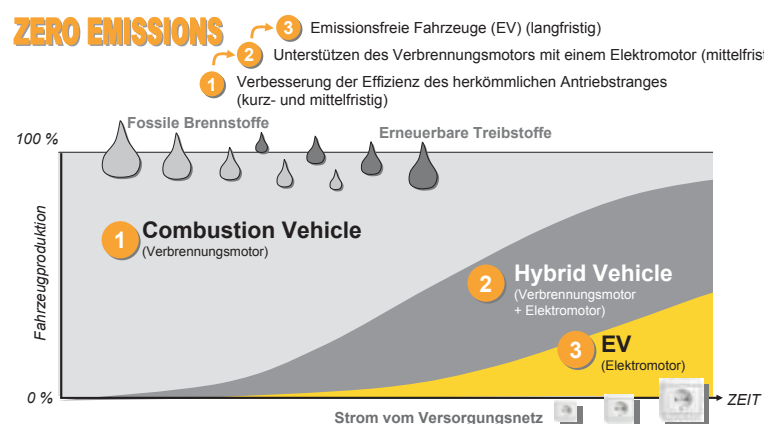 ZERO EMISSIONS
3 Emissionsfreie Fahrzeuge (EV) (langfristig)
2 Unterstützen des Verbrennungsmotors mit einem Elektromotor (mittelfrist
1 Verbesserung der Effizienz des herkömmlichen Antriebstranges
(kurz- und mittelfristig)
Fossile Brennstoffe
Erneuerbare Treibstoffe
100 %
Fahrzeugproduktion
1 Combustion Vehicle
(Verbrennungsmotor)
2 Hybrid Vehicle
(Verbrennungsmotor
+ Elektromotor)
3 EV
(Elektromotor)
0 %
ZEIT
Strom vom Versorgungsnetz